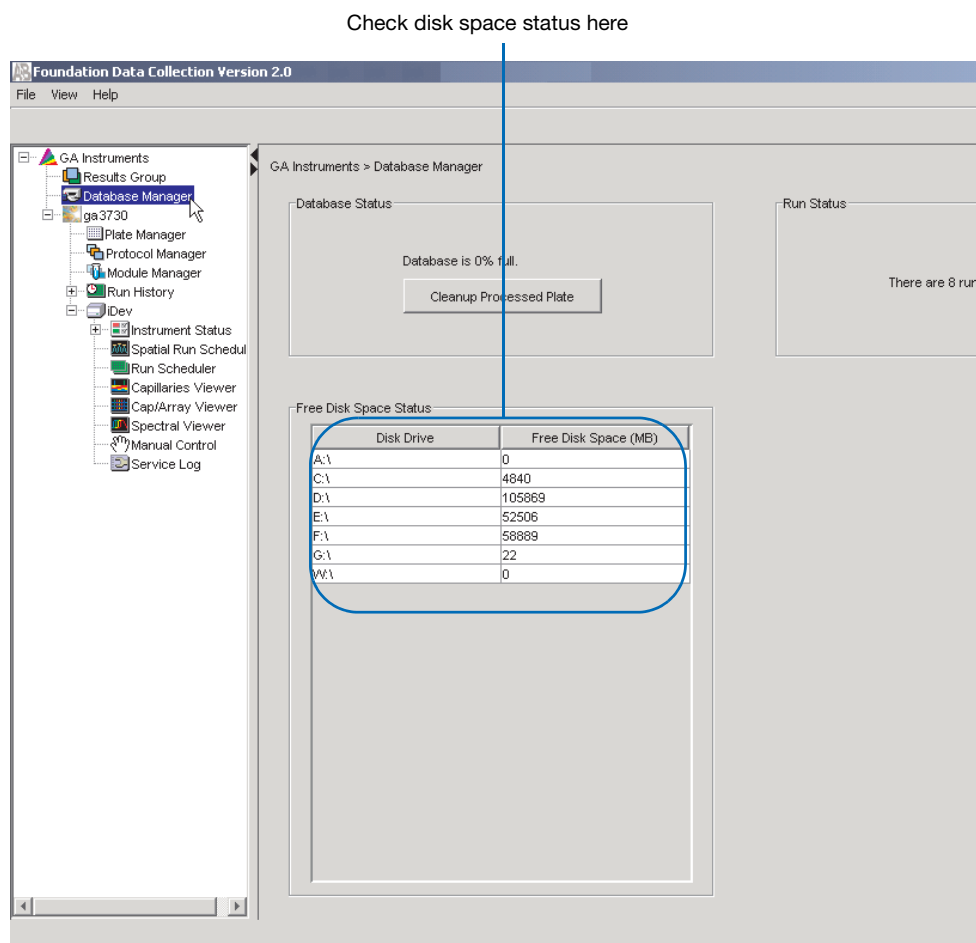 Check disk space status here
Foundation Data Collection Version 2.0
File View Help
GA Instruments
Results Group
Database Manager
ga3730
Plate Manager
Protocol Manager
Module Manager
Run History
iDev
Instrument Status
Spatial Run Schedul
Run Scheduler
Capillaries Viewer
Cap/Array Viewer
Spectral Viewer
Manual Control
Service Log
GA Instruments > Database Manager
Database Status
Database is 0% full.
Cleanup Processed Plate
Run Status
There are 8 run
Free Disk Space Status
Disk Drive Free Disk Space (MB)
A:\ 0
C:\ 4840
D:\ 105869
E:\ 52506
F:\ 58889
G:\ 22
W:\ 0